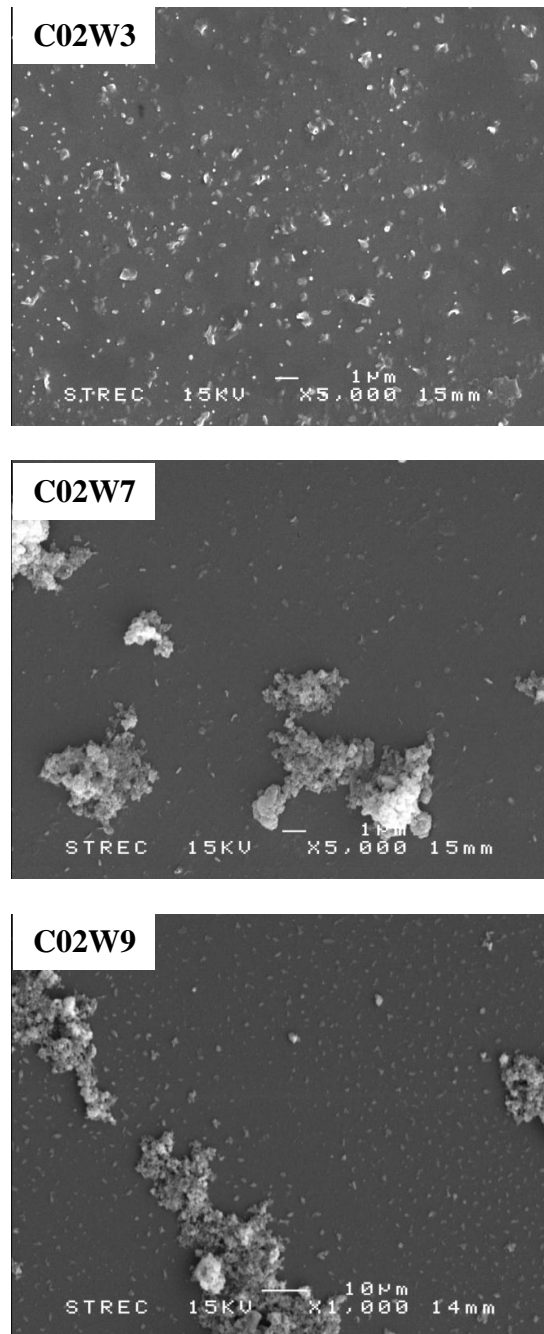 C02W3
1µm
STREC 15KV X5,000 15mm
C02W7
1µm
STREC 15KV X5,000 15mm
C02W9
10µm
STREC 15KV X1,000 14mm